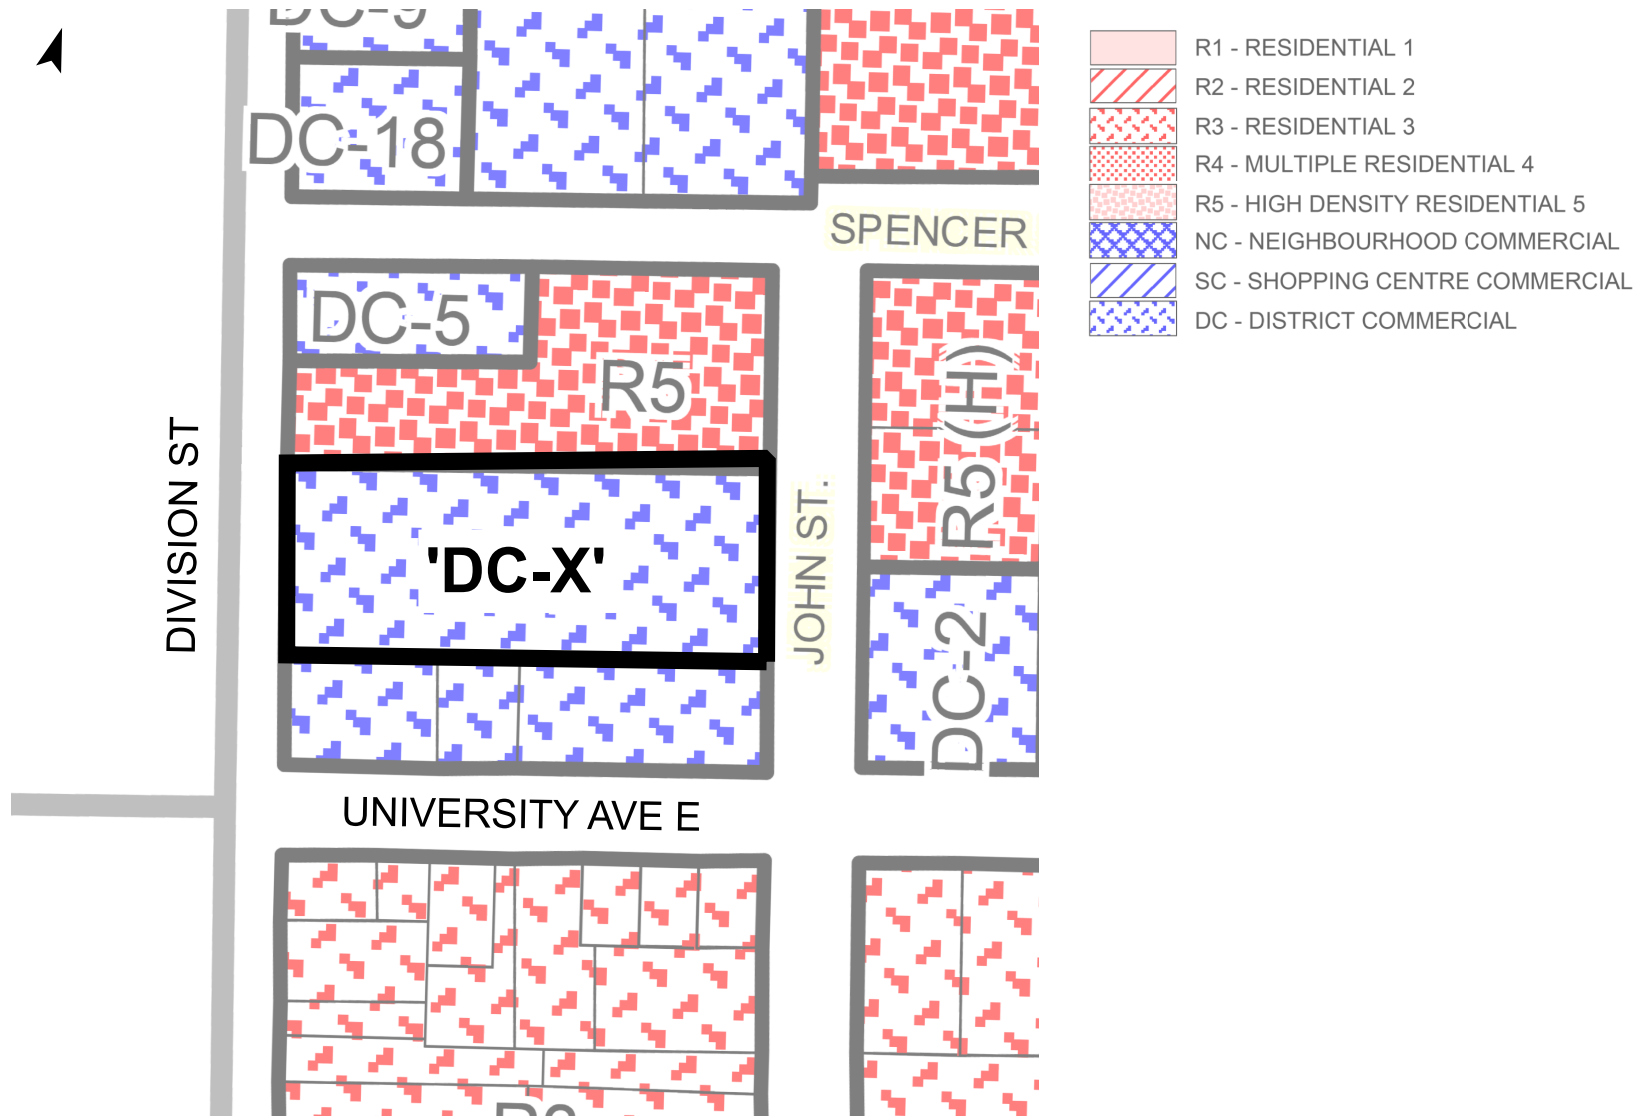 DC-9
DC-18
SPENCER
DC-5
R5
R5 (H)
DIVISION ST
'DC-X'
JOHN ST.
DC-2
UNIVERSITY AVE E
R1 - RESIDENTIAL 1
R2 - RESIDENTIAL 2
R3 - RESIDENTIAL 3
R4 - MULTIPLE RESIDENTIAL 4
R5 - HIGH DENSITY RESIDENTIAL 5
NC - NEIGHBOURHOOD COMMERCIAL
SC - SHOPPING CENTRE COMMERCIAL
DC - DISTRICT COMMERCIAL